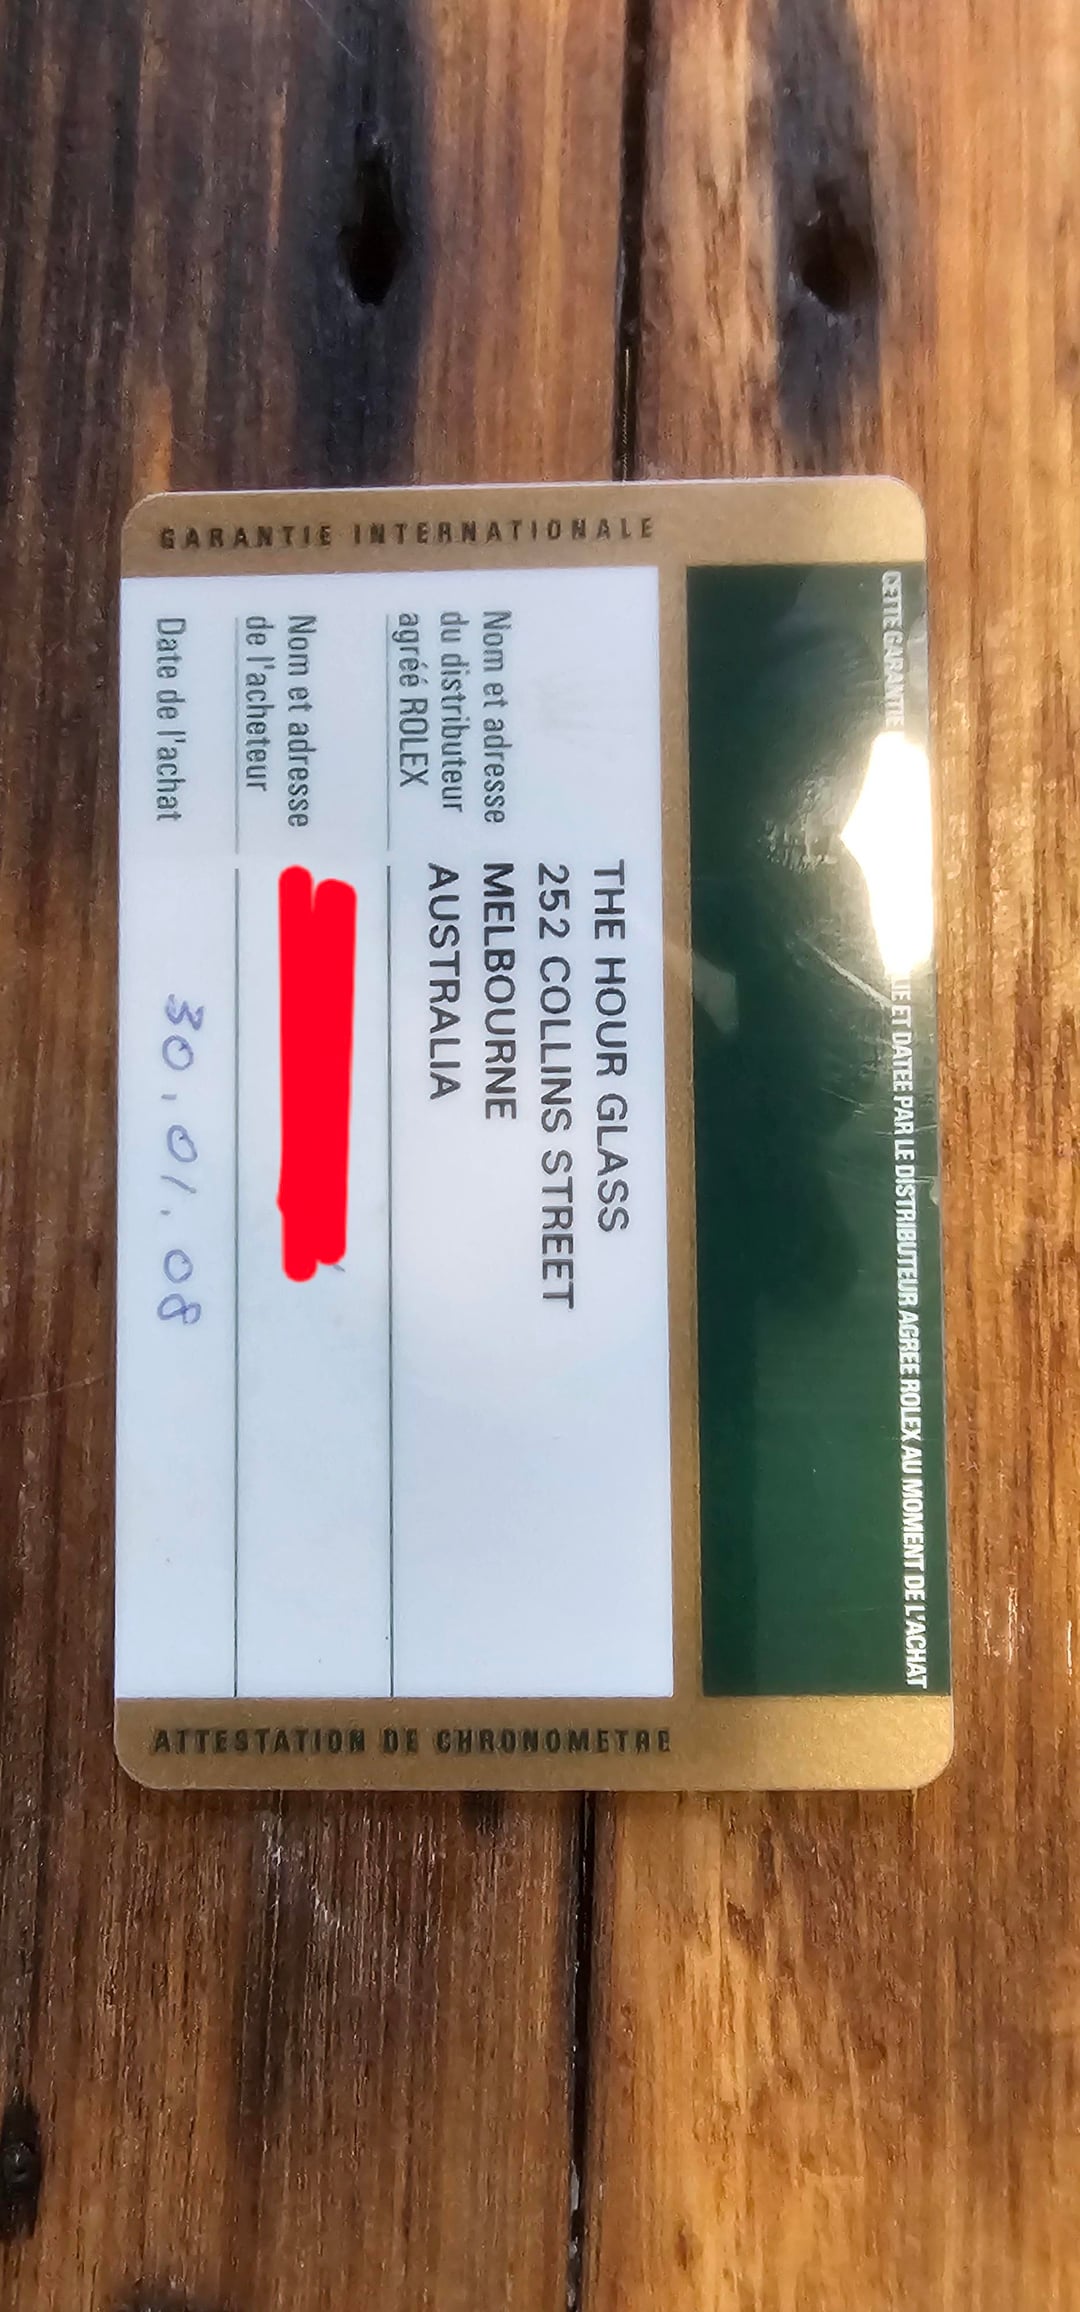 CETTE GARANTIE UE ET DATEE PAR LE DISTRIBUTEUR AGREE ROLEX AU MOMENT DE L'ACHAT
GARANTIE INTERNATIONALE
Nom et adresse
du distributeur
agréé ROLEX
THE HOUR GLASS
252 COLLINS STREET
MELBOURNE
AUSTRALIA
Nom et adresse
de l'acheteur
Date de l'achat
30.01.08
ATTESTATION DE CHRONOMETRE